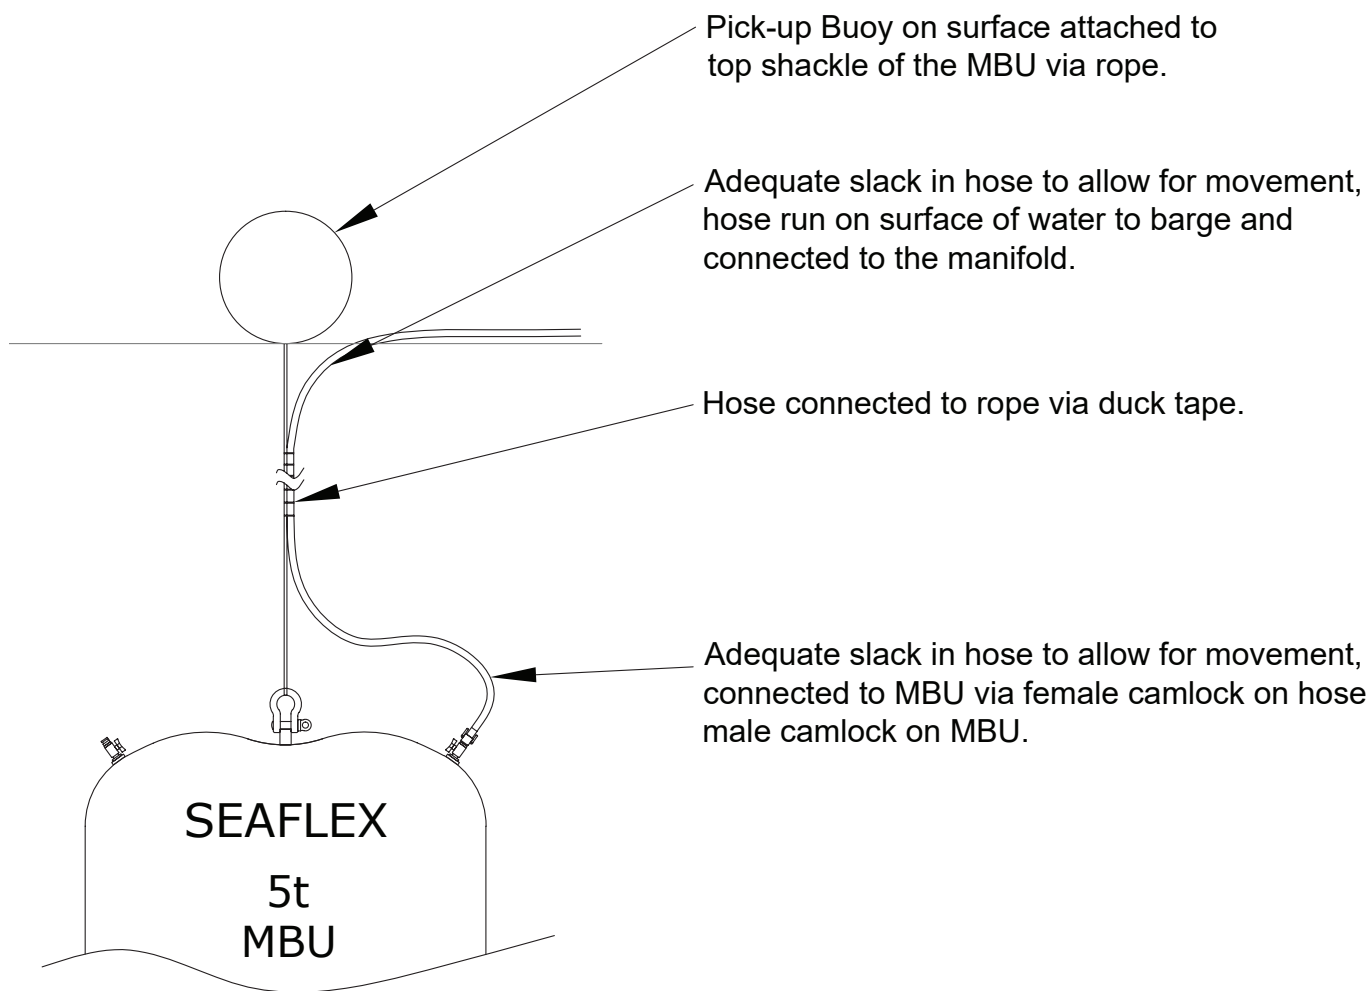 Pick-up Buoy on surface attached to
top shackle of the MBU via rope.
Adequate slack in hose to allow for movement,
hose run on surface of water to barge and
connected to the manifold.
Hose connected to rope via duck tape.
Adequate slack in hose to allow for movement,
connected to MBU via female camlock on hose
male camlock on MBU.
SEAFLEX
5t
MBU